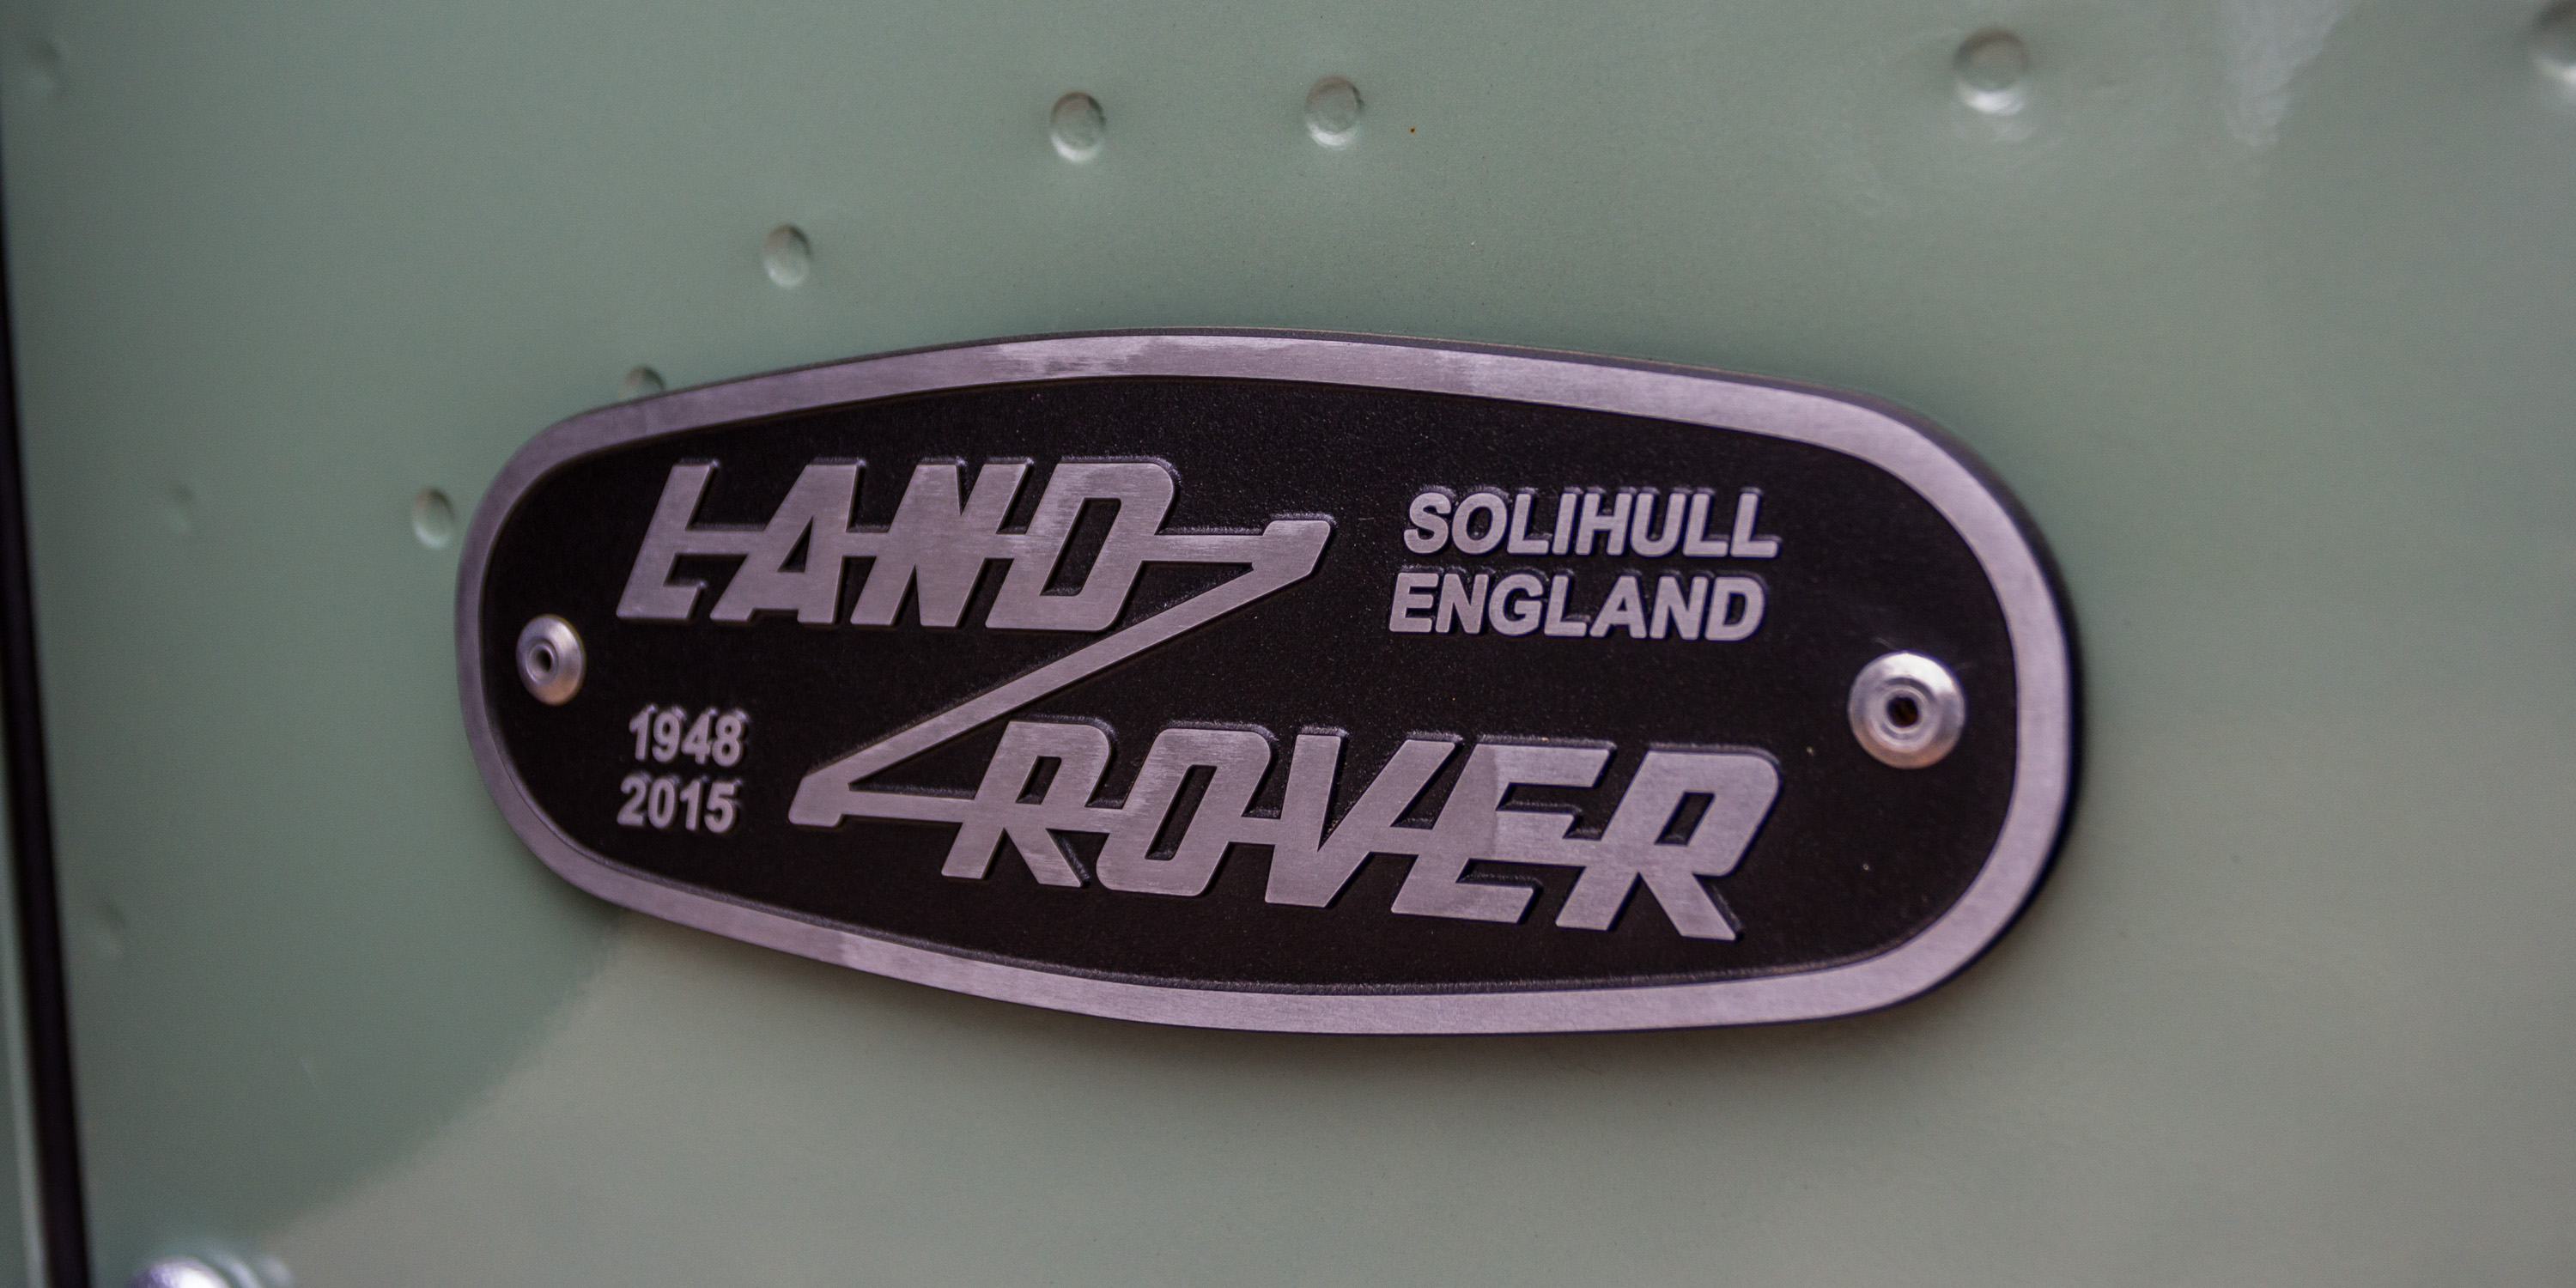 LAND
SOLIHULL
ENGLAND
1948
2015
ROVER